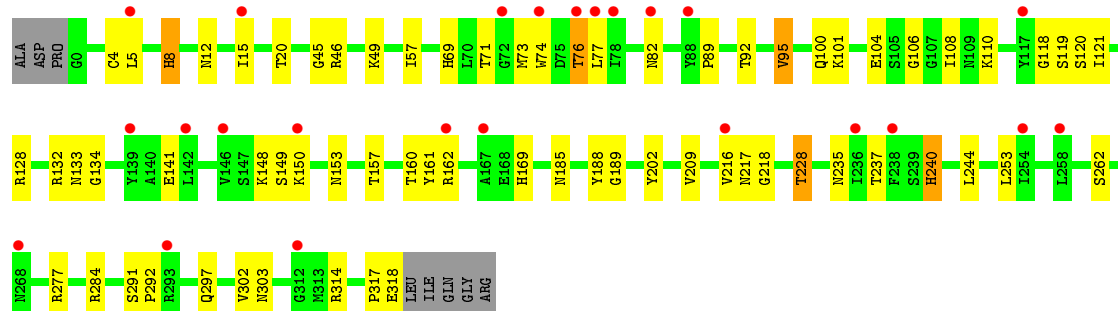 ALA ASP PRO G0 C4 L5 H8 N12 I15 T20 G45 R46 K49 I57 H69 L70 T71 G72 M73 W74 D75 T76 L77 I78 N82 Y88 P89 T92 V95 Q100 K101 E104 S105 G106 G107 I108 N109 K110 Y117 G118 S119 S120 I121
R128 R132 N133 G134 Y139 A140 E141 L142 V146 S147 K148 S149 K150 N153 T157 T160 Y161 R162 A167 E168 H169 N185 Y188 G189 Y202 V209 V216 N217 G218 T228 N235 I236 T237 F238 S239 H240 L244 L253 I254 L258 S262
N268 R277 R284 S291 P292 R293 Q297 V302 N303 G312 M313 R314 P317 E318 LEU ILE GLN GLY ARG